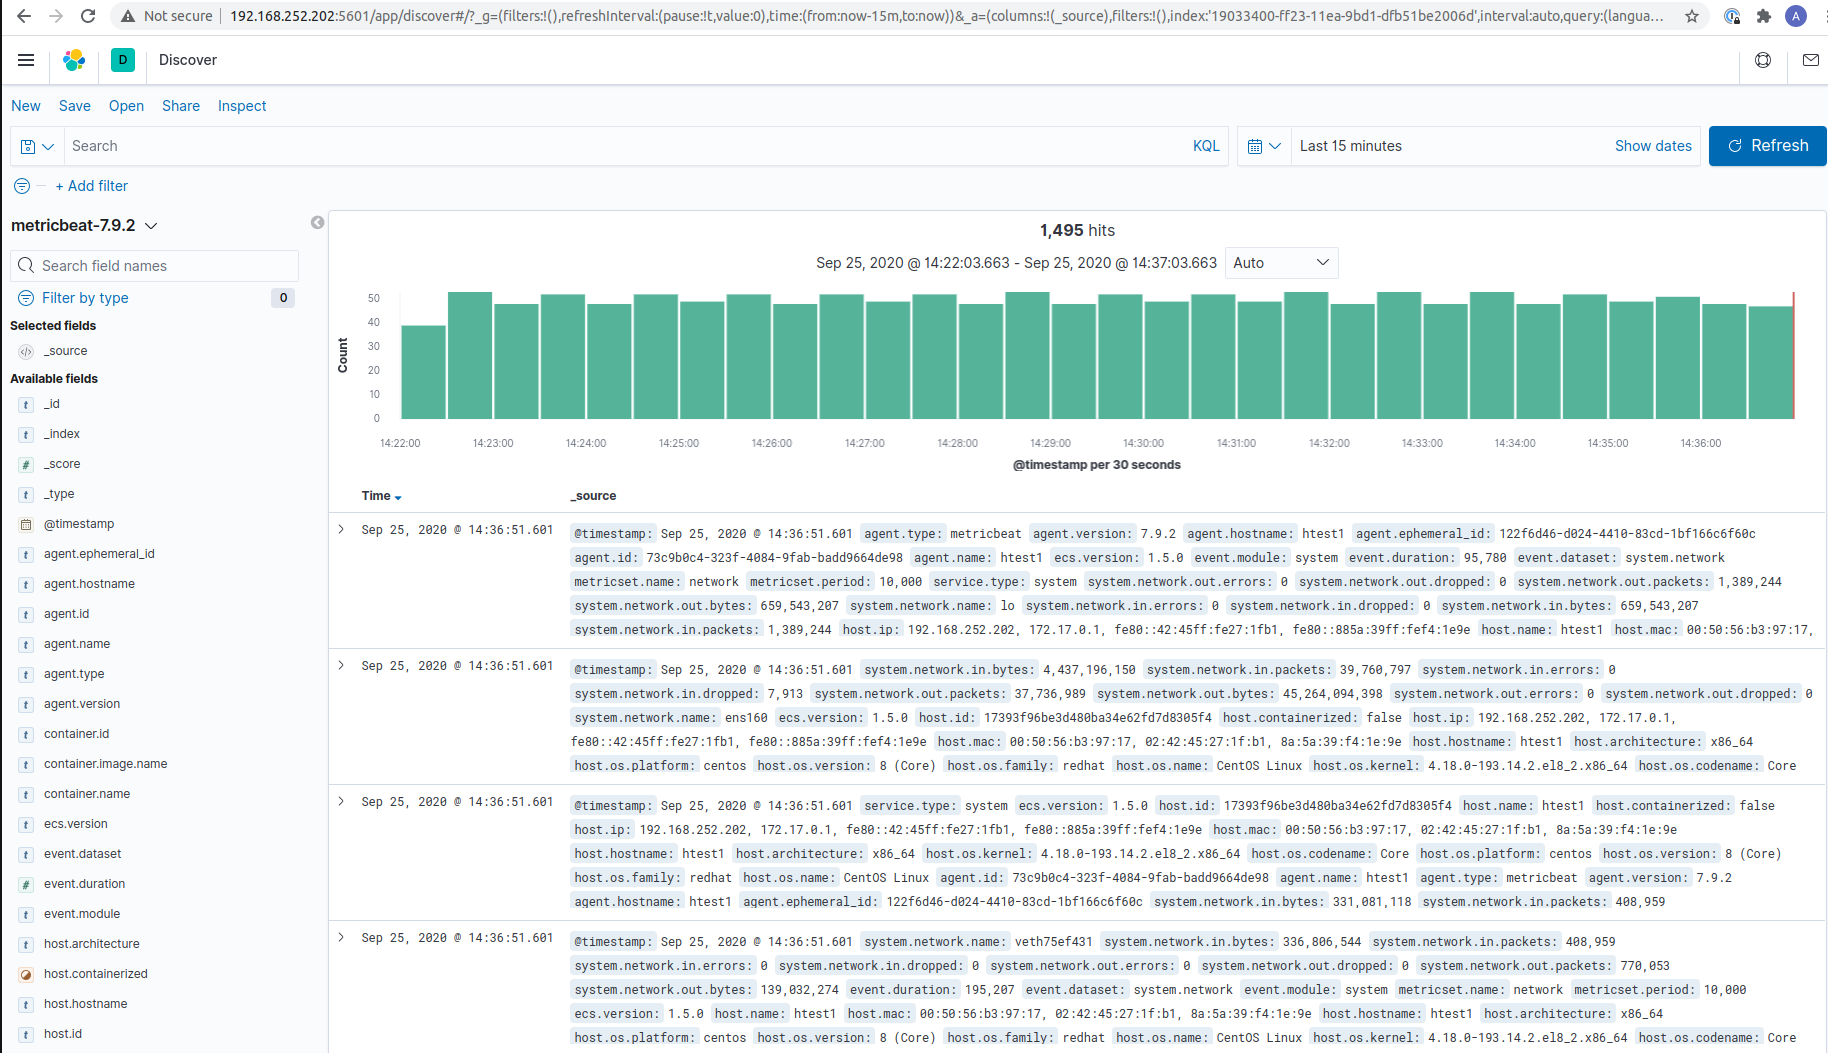 Not secure 192.168.252.202:5601/app/discover#/?_g=(filters:!(),refreshInterval:(pause:!t,value:0),time:(from:now-15m,to:now))&_a=(columns:!(_source),filters:!(),index:'19033400-ff23-11ea-9bd1-dfb51be2006d',interval:auto,query:(langua… A
D Discover
New Save Open Share Inspect
Search KQL Last 15 minutes Show dates Refresh
+ Add filter
metricbeat-7.9.2
Search field names
Filter by type 0
Selected fields
_source
Available fields
t _id
t _index
# _score
t _type
@timestamp
t agent.ephemeral_id
t agent.hostname
t agent.id
t agent.name
t agent.type
t agent.version
t container.id
t container.image.name
t container.name
t ecs.version
t event.dataset
# event.duration
t event.module
t host.architecture
host.containerized
t host.hostname
t host.id
1,495 hits
Sep 25, 2020 @ 14:22:03.663 - Sep 25, 2020 @ 14:37:03.663 Auto
Count
50
40
30
20
10
0
14:22:00 14:23:00 14:24:00 14:25:00 14:26:00 14:27:00 14:28:00 14:29:00 14:30:00 14:31:00 14:32:00 14:33:00 14:34:00 14:35:00 14:36:00
@timestamp per 30 seconds
Time _source
Sep 25, 2020 @ 14:36:51.601 @timestamp: Sep 25, 2020 @ 14:36:51.601 agent.type: metricbeat agent.version: 7.9.2 agent.hostname: htest1 agent.ephemeral_id: 122f6d46-d024-4410-83cd-1bf166c6f60c
agent.id: 73c9b0c4-323f-4084-9fab-badd9664de98 agent.name: htest1 ecs.version: 1.5.0 event.module: system event.duration: 95,780 event.dataset: system.network
metricset.name: network metricset.period: 10,000 service.type: system system.network.out.errors: 0 system.network.out.dropped: 0 system.network.out.packets: 1,389,244
system.network.out.bytes: 659,543,207 system.network.name: lo system.network.in.errors: 0 system.network.in.dropped: 0 system.network.in.bytes: 659,543,207
system.network.in.packets: 1,389,244 host.ip: 192.168.252.202, 172.17.0.1, fe80::42:45ff:fe27:1fb1, fe80::885a:39ff:fef4:1e9e host.name: htest1 host.mac: 00:50:56:b3:97:17,
Sep 25, 2020 @ 14:36:51.601 @timestamp: Sep 25, 2020 @ 14:36:51.601 system.network.in.bytes: 4,437,196,150 system.network.in.packets: 39,760,797 system.network.in.errors: 0
system.network.in.dropped: 7,913 system.network.out.packets: 37,736,989 system.network.out.bytes: 45,264,094,398 system.network.out.errors: 0 system.network.out.dropped: 0
system.network.name: ens160 ecs.version: 1.5.0 host.id: 17393f96be3d480ba34e62fd7d8305f4 host.containerized: false host.ip: 192.168.252.202, 172.17.0.1,
fe80::42:45ff:fe27:1fb1, fe80::885a:39ff:fef4:1e9e host.mac: 00:50:56:b3:97:17, 02:42:45:27:1f:b1, 8a:5a:39:f4:1e:9e host.hostname: htest1 host.architecture: x86_64
host.os.platform: centos host.os.version: 8 (Core) host.os.family: redhat host.os.name: CentOS Linux host.os.kernel: 4.18.0-193.14.2.el8_2.x86_64 host.os.codename: Core
Sep 25, 2020 @ 14:36:51.601 @timestamp: Sep 25, 2020 @ 14:36:51.601 service.type: system ecs.version: 1.5.0 host.id: 17393f96be3d480ba34e62fd7d8305f4 host.name: htest1 host.containerized: false
host.ip: 192.168.252.202, 172.17.0.1, fe80::42:45ff:fe27:1fb1, fe80::885a:39ff:fef4:1e9e host.mac: 00:50:56:b3:97:17, 02:42:45:27:1f:b1, 8a:5a:39:f4:1e:9e
host.hostname: htest1 host.architecture: x86_64 host.os.kernel: 4.18.0-193.14.2.el8_2.x86_64 host.os.codename: Core host.os.platform: centos host.os.version: 8 (Core)
host.os.family: redhat host.os.name: CentOS Linux agent.id: 73c9b0c4-323f-4084-9fab-badd9664de98 agent.name: htest1 agent.type: metricbeat agent.version: 7.9.2
agent.hostname: htest1 agent.ephemeral_id: 122f6d46-d024-4410-83cd-1bf166c6f60c system.network.in.bytes: 331,081,118 system.network.in.packets: 408,959
Sep 25, 2020 @ 14:36:51.601 @timestamp: Sep 25, 2020 @ 14:36:51.601 system.network.name: veth75ef431 system.network.in.bytes: 336,806,544 system.network.in.packets: 408,959
system.network.in.errors: 0 system.network.in.dropped: 0 system.network.out.errors: 0 system.network.out.dropped: 0 system.network.out.packets: 770,053
system.network.out.bytes: 139,032,274 event.duration: 195,207 event.dataset: system.network event.module: system metricset.name: network metricset.period: 10,000
ecs.version: 1.5.0 host.name: htest1 host.mac: 00:50:56:b3:97:17, 02:42:45:27:1f:b1, 8a:5a:39:f4:1e:9e host.hostname: htest1 host.architecture: x86_64
host.os.platform: centos host.os.version: 8 (Core) host.os.family: redhat host.os.name: CentOS Linux host.os.kernel: 4.18.0-193.14.2.el8_2.x86_64 host.os.codename: Core